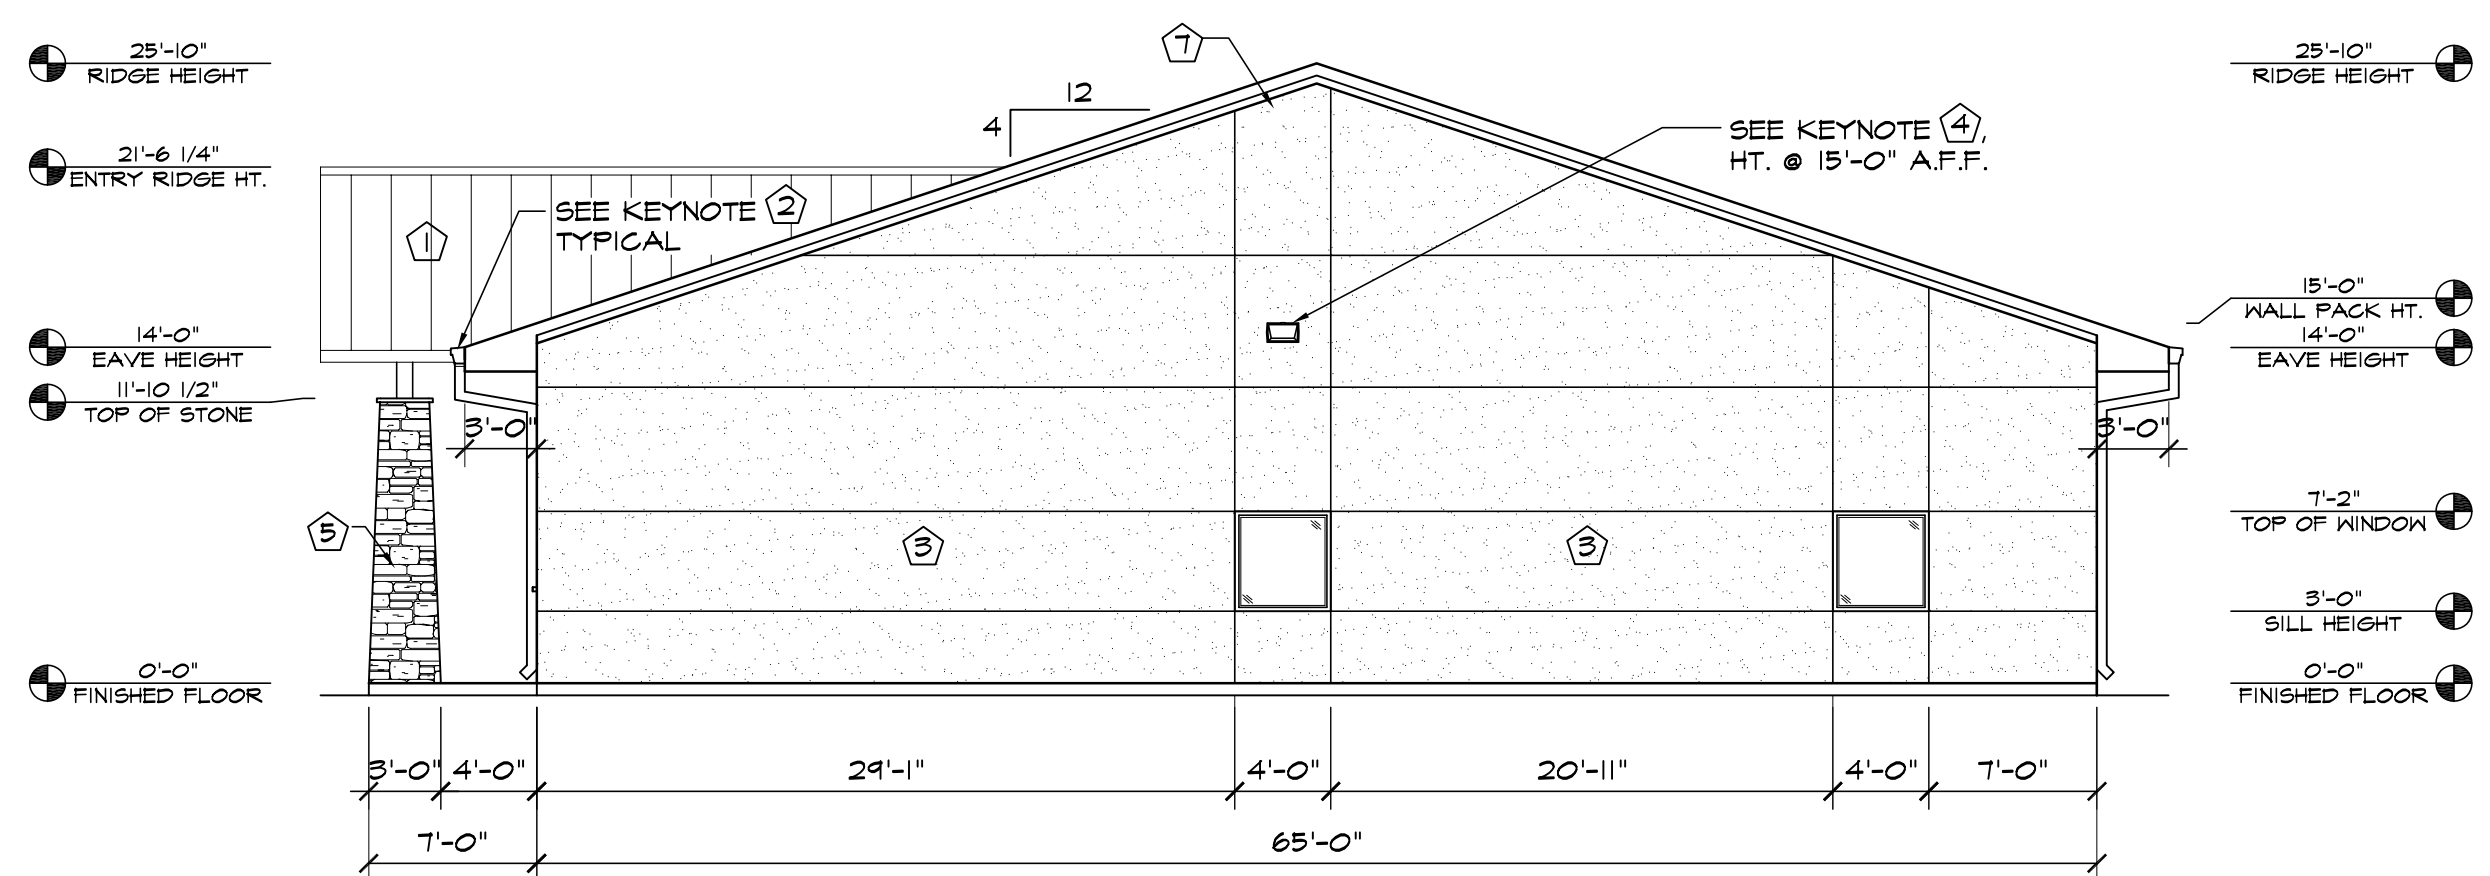 25'-10"
RIDGE HEIGHT
21'-6 1/4"
ENTRY RIDGE HT.
14'-0"
EAVE HEIGHT
11'-10 1/2"
TOP OF STONE
0'-0"
FINISHED FLOOR
7
12
4
SEE KEYNOTE 4,
HT. @ 15'-0" A.F.F.
1
SEE KEYNOTE 2
TYPICAL
3'-0"
3'-0"
5
3
3
25'-10"
RIDGE HEIGHT
15'-0"
WALL PACK HT.
14'-0"
EAVE HEIGHT
7'-2"
TOP OF WINDOW
3'-0"
SILL HEIGHT
0'-0"
FINISHED FLOOR
3'-0" 4'-0" 29'-1" 4'-0" 20'-11" 4'-0" 7'-0"
7'-0" 65'-0"